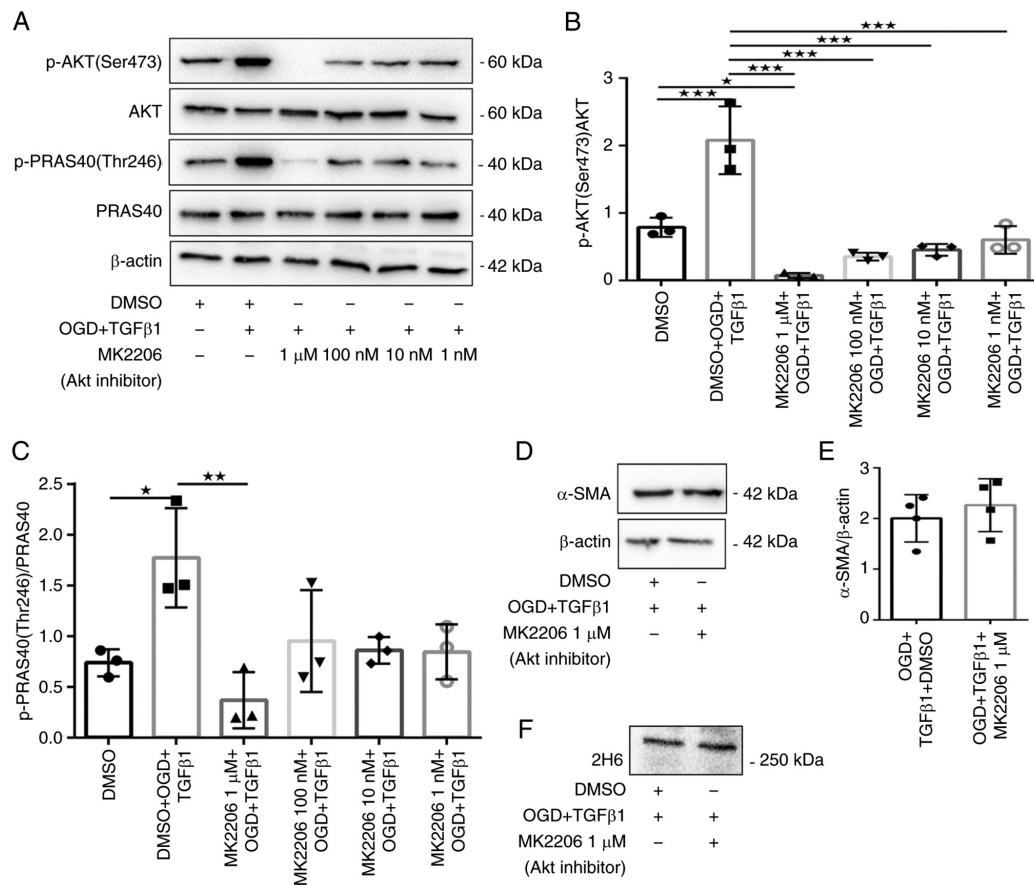 A
p-AKT(Ser473)
- 60 kDa
AKT
- 60 kDa
p-PRAS40(Thr246)
- 40 kDa
PRAS40
- 40 kDa
β-actin
- 42 kDa
DMSO + + – – – –
OGD+TGFβ1 – + + + + +
MK2206 – – 1 μM 100 nM 10 nM 1 nM
(Akt inhibitor)
B
★★★
★★★
★★★
★★★
★
★★★
p-AKT(Ser473)AKT
3
2
1
0
DMSO
DMSO+OGD+
TGFβ1
MK2206 1 μM+
OGD+TGFβ1
MK2206 100 nM+
OGD+TGFβ1
MK2206 10 nM+
OGD+TGFβ1
MK2206 1 nM+
OGD+TGFβ1
C
★
★★
p-PRAS40(Thr246)/PRAS40
2.5
2.0
1.5
1.0
0.5
0.0
DMSO
DMSO+OGD+
TGFβ1
MK2206 1 μM+
OGD+TGFβ1
MK2206 100 nM+
OGD+TGFβ1
MK2206 10 nM+
OGD+TGFβ1
MK2206 1 nM+
OGD+TGFβ1
D
α-SMA
- 42 kDa
β-actin
- 42 kDa
DMSO + –
OGD+TGFβ1 + +
MK2206 1 μM – +
(Akt inhibitor)
E
α-SMA/β-actin
3
2
1
0
OGD+
TGFβ1+DMSO
OGD+TGFβ1+
MK2206 1 μM
F
2H6
- 250 kDa
DMSO + –
OGD+TGFβ1 + +
MK2206 1 μM – +
(Akt inhibitor)